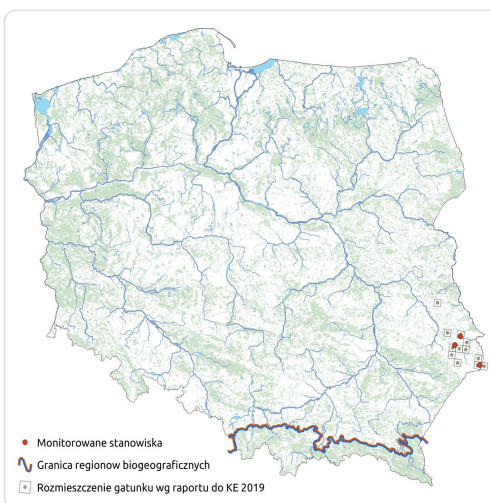 Monitorowane stanowiska
Granica regionow biogeograficznych
Rozmieszczenie gatunku wg raportu do KE 2019